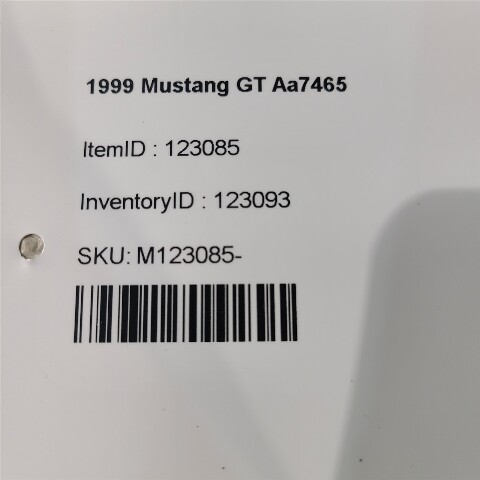 1999 Mustang GT Aa7465
ItemID : 123085
InventoryID : 123093
SKU: M123085-